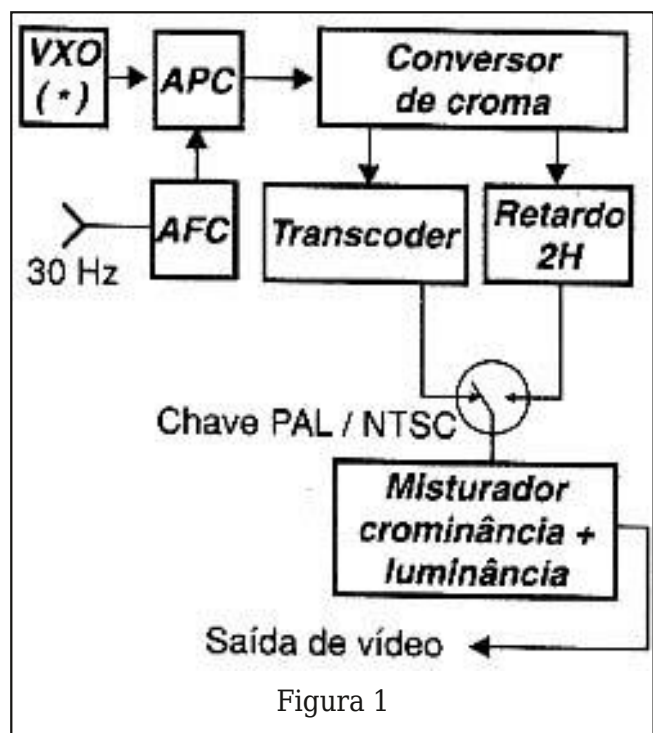 VXO
(*)
APC
Conversor
de croma
AFC
30 Hz
Transcoder
Retardo
2H
Chave PAL / NTSC
Misturador
crominância +
luminância
Saída de vídeo
Figura 1